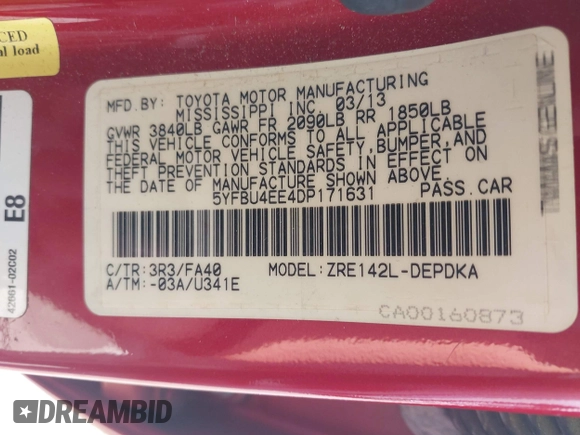 CED
al load
MFD.BY: TOYOTA MOTOR MANUFACTURING
MISSISSIPPI INC. 03/13
GVWR 3840LB GAWR FR 2090LB RR 1850LB
THIS VEHICLE CONFORMS TO ALL APPLICABLE
FEDERAL MOTOR VEHICLE SAFETY,BUMPER,AND
THEFT PREVENTION STANDARDS IN EFFECT ON
THE DATE OF MANUFACTURE SHOWN ABOVE.
5YFBU4EE4DP171631 PASS.CAR
C/TR:3R3/FA40 MODEL:ZRE142L-DEPDKA
A/TM:-03A/U341E
CA00160873
E8
42661-02C02
DREAMBID